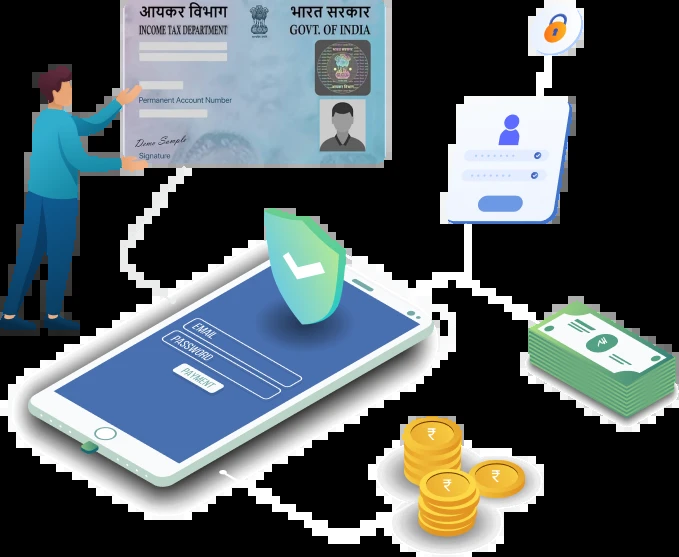 आयकर विभाग
INCOME TAX DEPARTMENT
भारत सरकार
GOVT. OF INDIA
Permanent Account Number
Demo Sample
Signature
EMAIL
PASSWORD
PAYMENT
₹
₹
₹